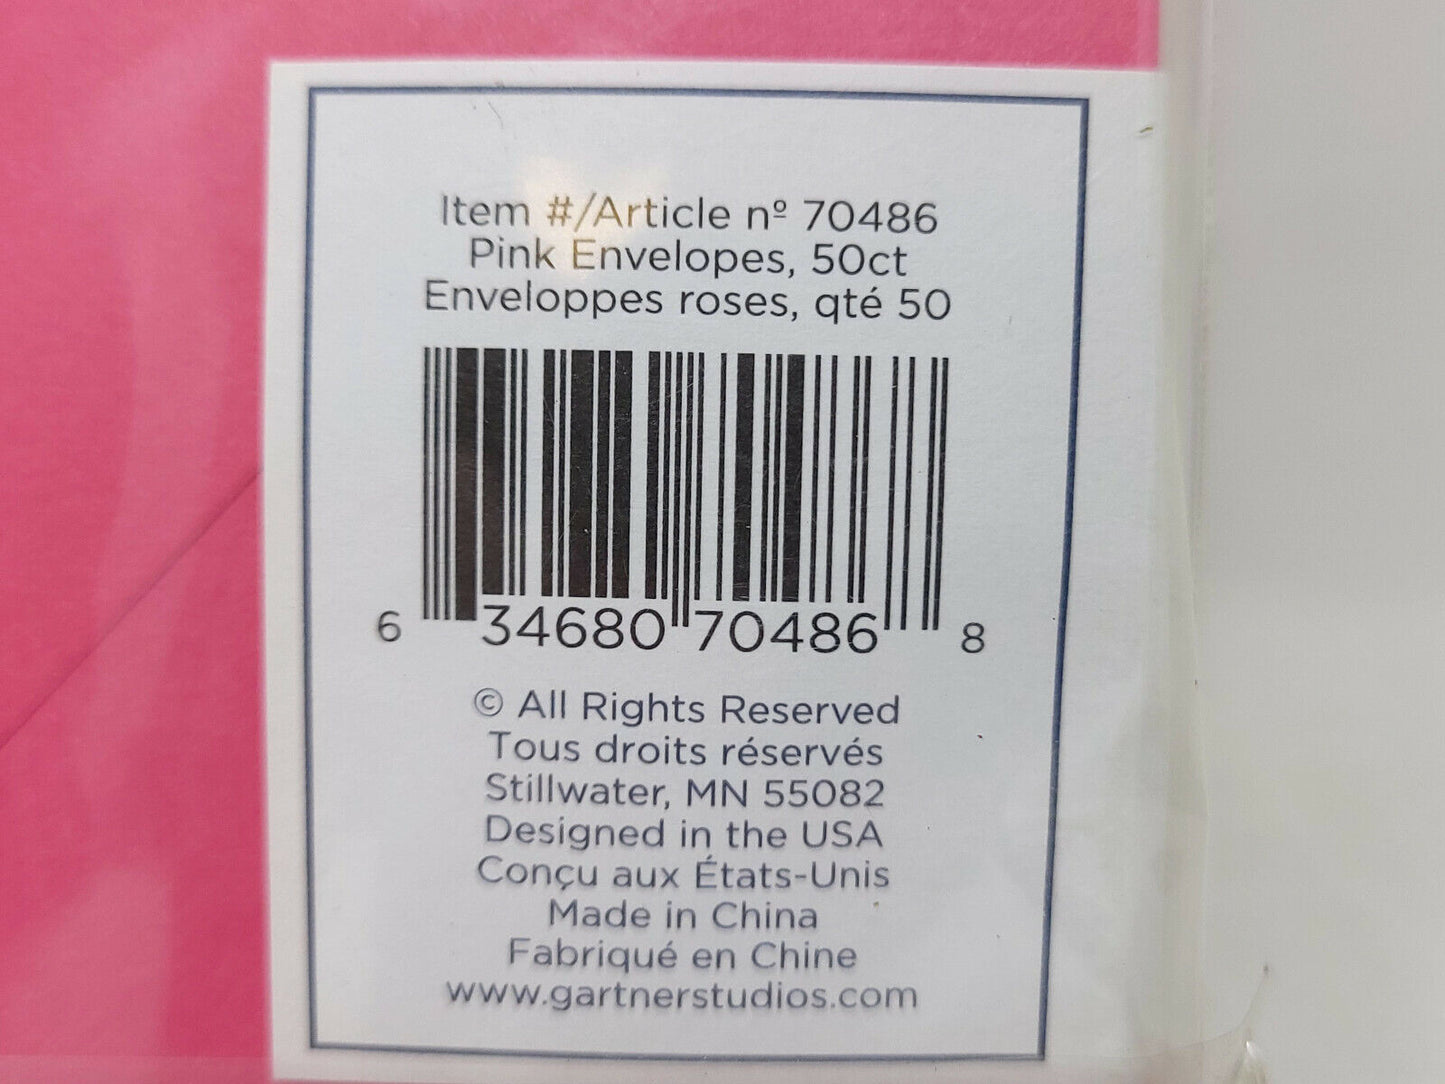 Item #/Article nº 70486
Pink Envelopes, 50ct
Enveloppes roses, qté 50
6 34680 70486 8
© All Rights Reserved
Tous droits réservés
Stillwater, MN 55082
Designed in the USA
Conçu aux États-Unis
Made in China
Fabriqué en Chine
www.gartnerstudios.com